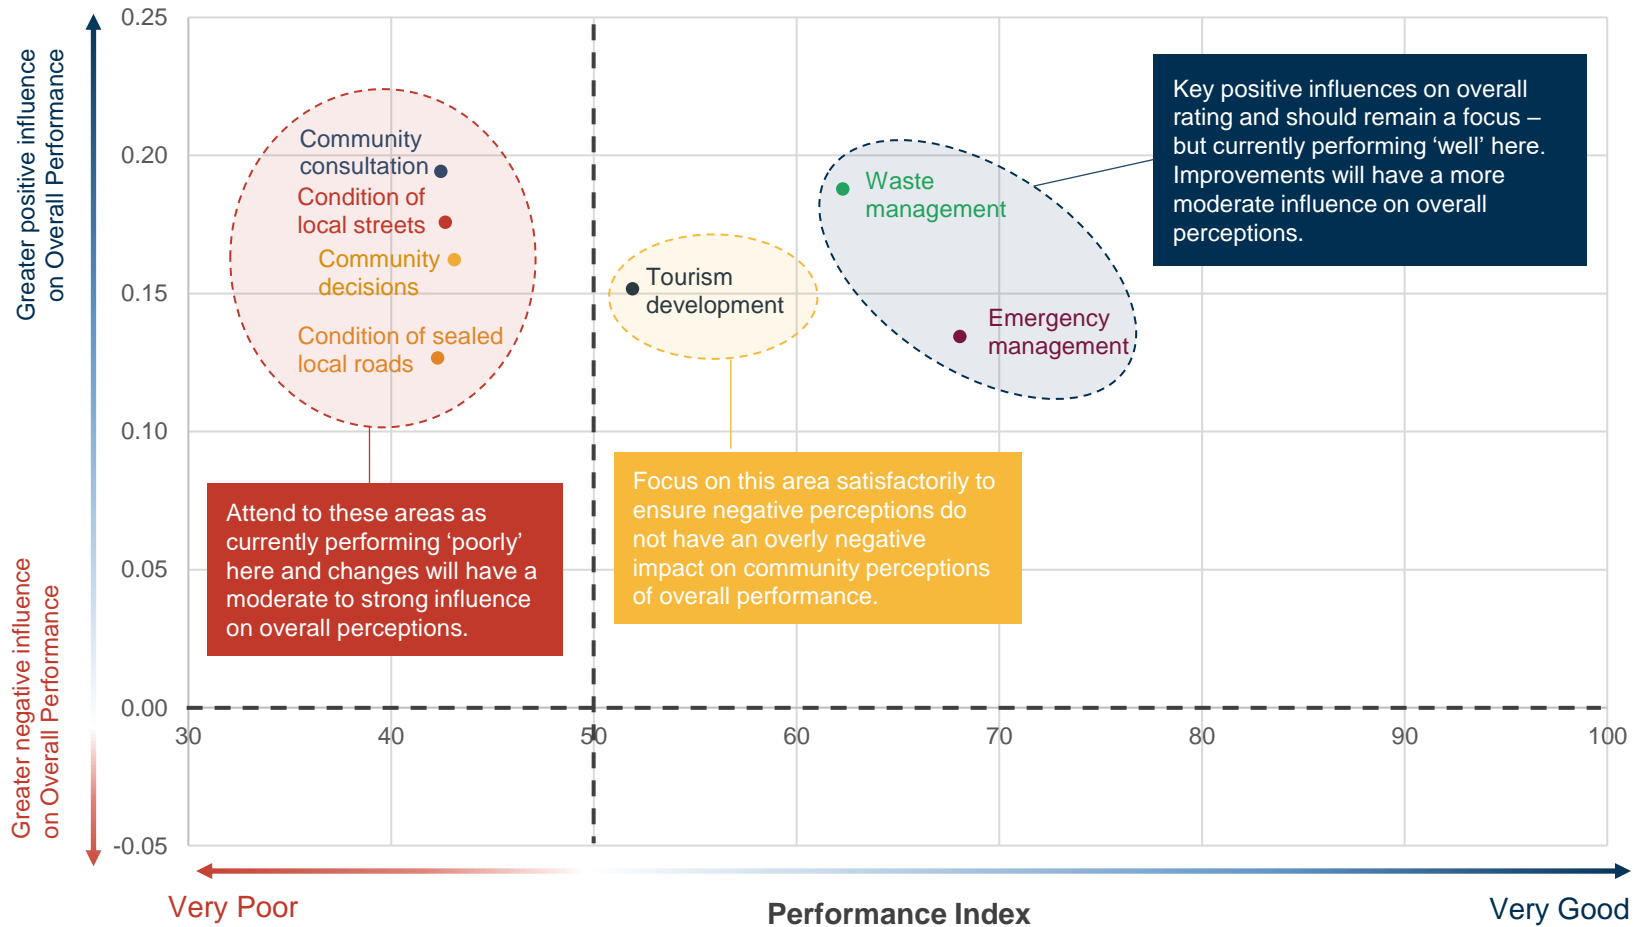 Greater positive influence
on Overall Performance
Greater negative influence
on Overall Performance
0.25
0.20
0.15
0.10
0.05
0.00
-0.05
30
40
50
60
70
80
90
100
Community
consultation
Condition of
local streets
Community
decisions
Condition of sealed
local roads
Tourism
development
Waste
management
Emergency
management
Key positive influences on overall
rating and should remain a focus –
but currently performing ‘well’ here.
Improvements will have a more
moderate influence on overall
perceptions.
Attend to these areas as
currently performing ‘poorly’
here and changes will have a
moderate to strong influence
on overall perceptions.
Focus on this area satisfactorily to
ensure negative perceptions do
not have an overly negative
impact on community perceptions
of overall performance.
Very Poor
Performance Index
Very Good